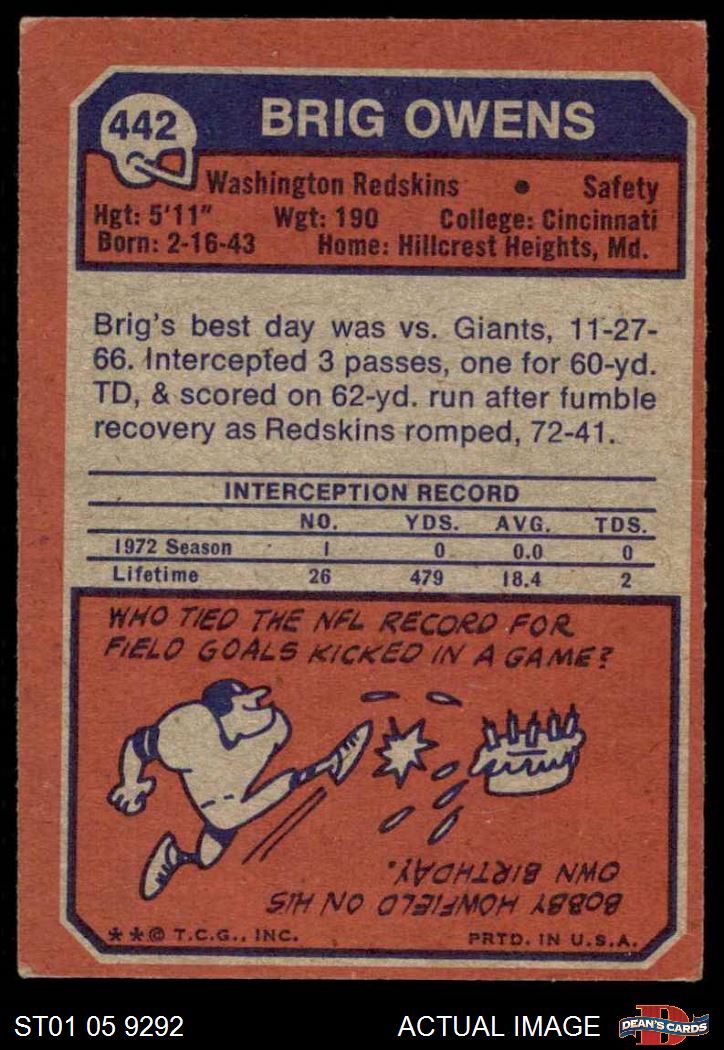 442
BRIG OWENS
Washington Redskins • Safety
Hgt: 5'11" Wgt: 190 College: Cincinnati
Born: 2-16-43 Home: Hillcrest Heights, Md.
Brig's best day was vs. Giants, 11-27-
66. Intercepted 3 passes, one for 60-yd.
TD, & scored on 62-yd. run after fumble
recovery as Redskins romped, 72-41.
INTERCEPTION RECORD
NO. YDS. AVG. TDS.
1972 Season 1 0 0.0 0
Lifetime 26 479 18.4 2
WHO TIED THE NFL RECORD FOR
FIELD GOALS KICKED IN A GAME?
BOBBY HOWFIELD ON HIS
OWN BIRTHDAY.
**© T.C.G., INC. PRTD. IN U.S.A.
ST01 05 9292 ACTUAL IMAGE
D
DEAN'S CARDS